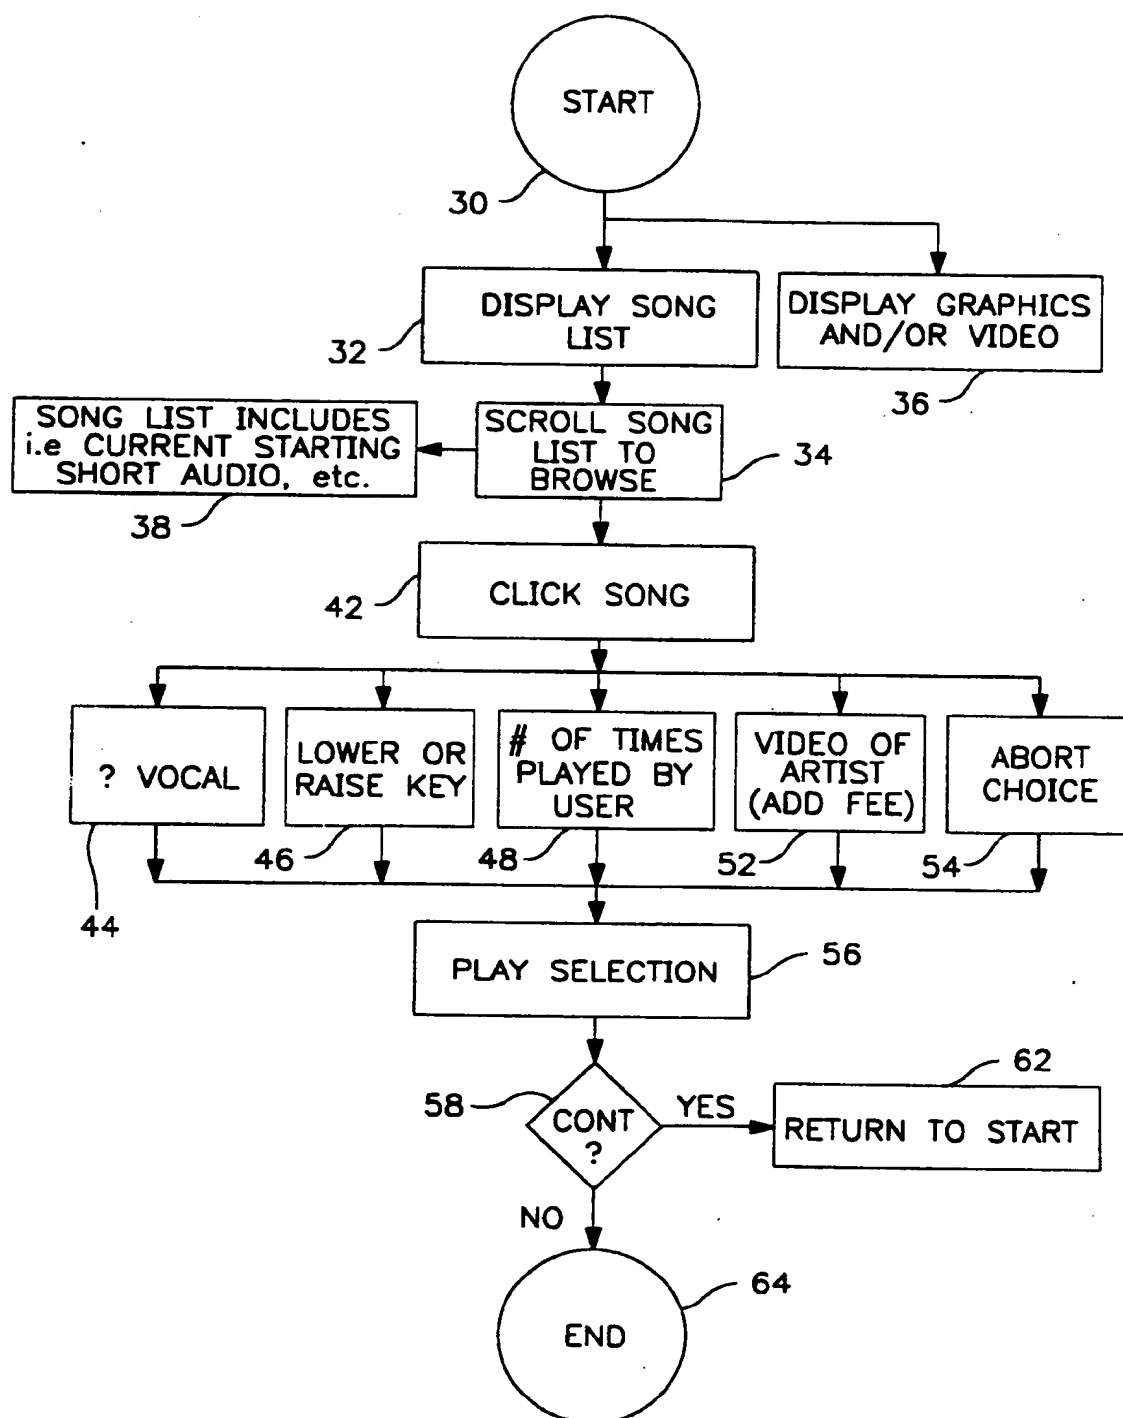 START
30
DISPLAY SONG
LIST
32
DISPLAY GRAPHICS
AND/OR VIDEO
36
SONG LIST INCLUDES
i.e CURRENT STARTING
SHORT AUDIO, etc.
38
SCROLL SONG
LIST TO
BROWSE
34
CLICK SONG
42
? VOCAL
44
LOWER OR
RAISE KEY
46
# OF TIMES
PLAYED BY
USER
48
VIDEO OF
ARTIST
(ADD FEE)
52
ABORT
CHOICE
54
PLAY SELECTION
56
CONT
?
58
YES
RETURN TO START
62
NO
END
64